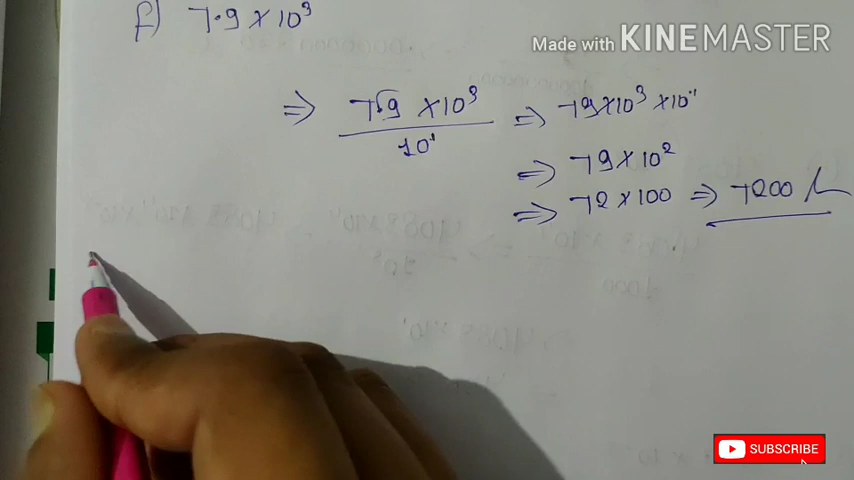 f) 7.9 × 10³
Made with KINEMASTER
⇒ 7.9 × 10³ / 10¹ ⇒ 79×10³ × 10⁻¹
⇒ 79 × 10²
⇒ 72 × 100 ⇒ 7200
SUBSCRIBE